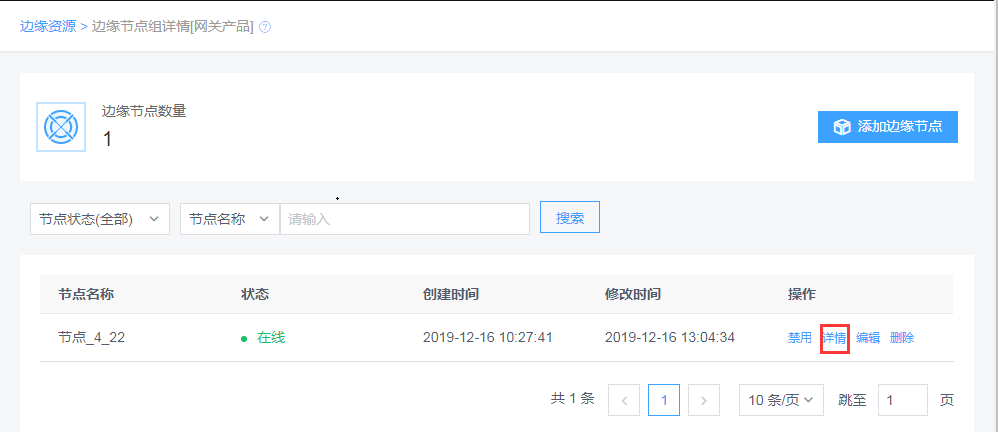 边缘资源 > 边缘节点组详情[网关产品] ?
边缘节点数量
1
添加边缘节点
节点状态(全部) 节点名称 请输入 搜索
节点名称 状态 创建时间 修改时间 操作
节点_4_22 在线 2019-12-16 10:27:41 2019-12-16 13:04:34 禁用 详情 编辑 删除
共 1 条 < 1 > 10 条/页 跳至 1 页